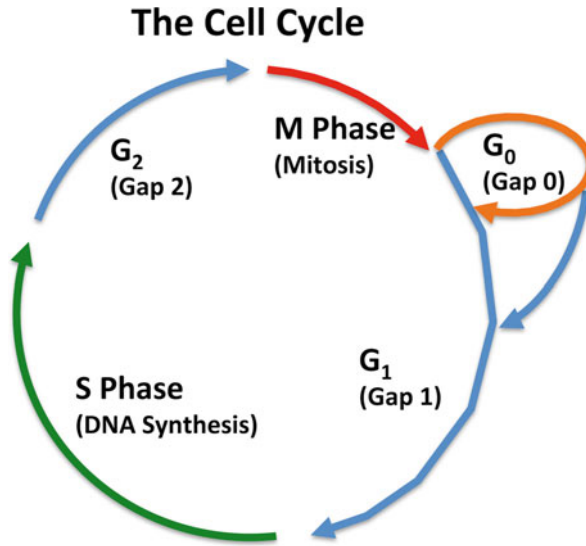 The Cell Cycle
M Phase
(Mitosis)
G₀
(Gap 0)
G₂
(Gap 2)
G₁
(Gap 1)
S Phase
(DNA Synthesis)